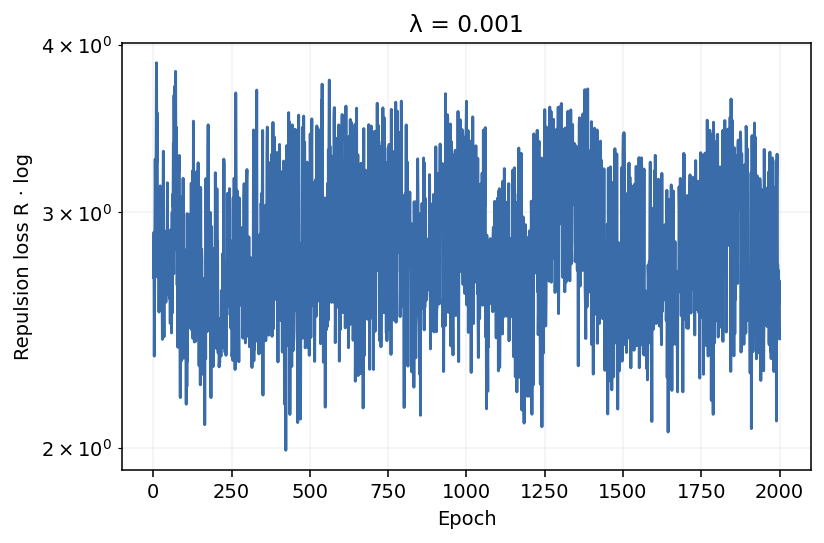 λ = 0.001
Repulsion loss R · log
4 × 10⁰
3 × 10⁰
2 × 10⁰
0 250 500 750 1000 1250 1500 1750 2000
Epoch